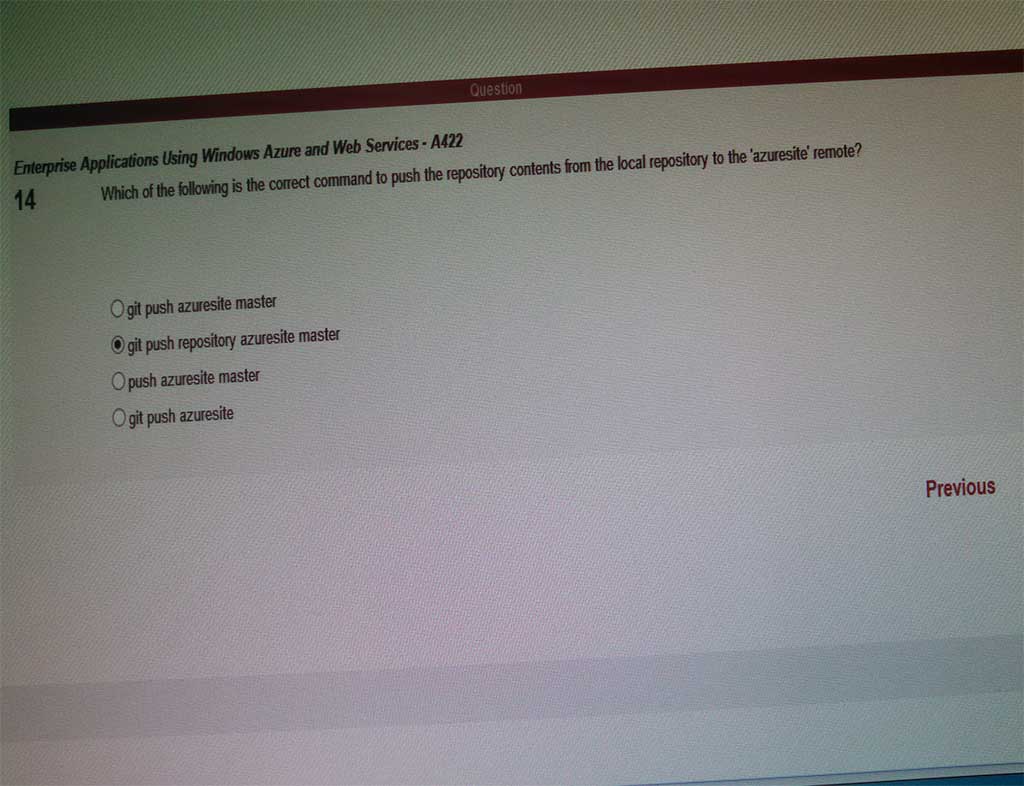 Question
Enterprise Applications Using Windows Azure and Web Services - A422
14 Which of the following is the correct command to push the repository contents from the local repository to the 'azuresite' remote?
git push azuresite master
git push repository azuresite master
push azuresite master
git push azuresite
Previous